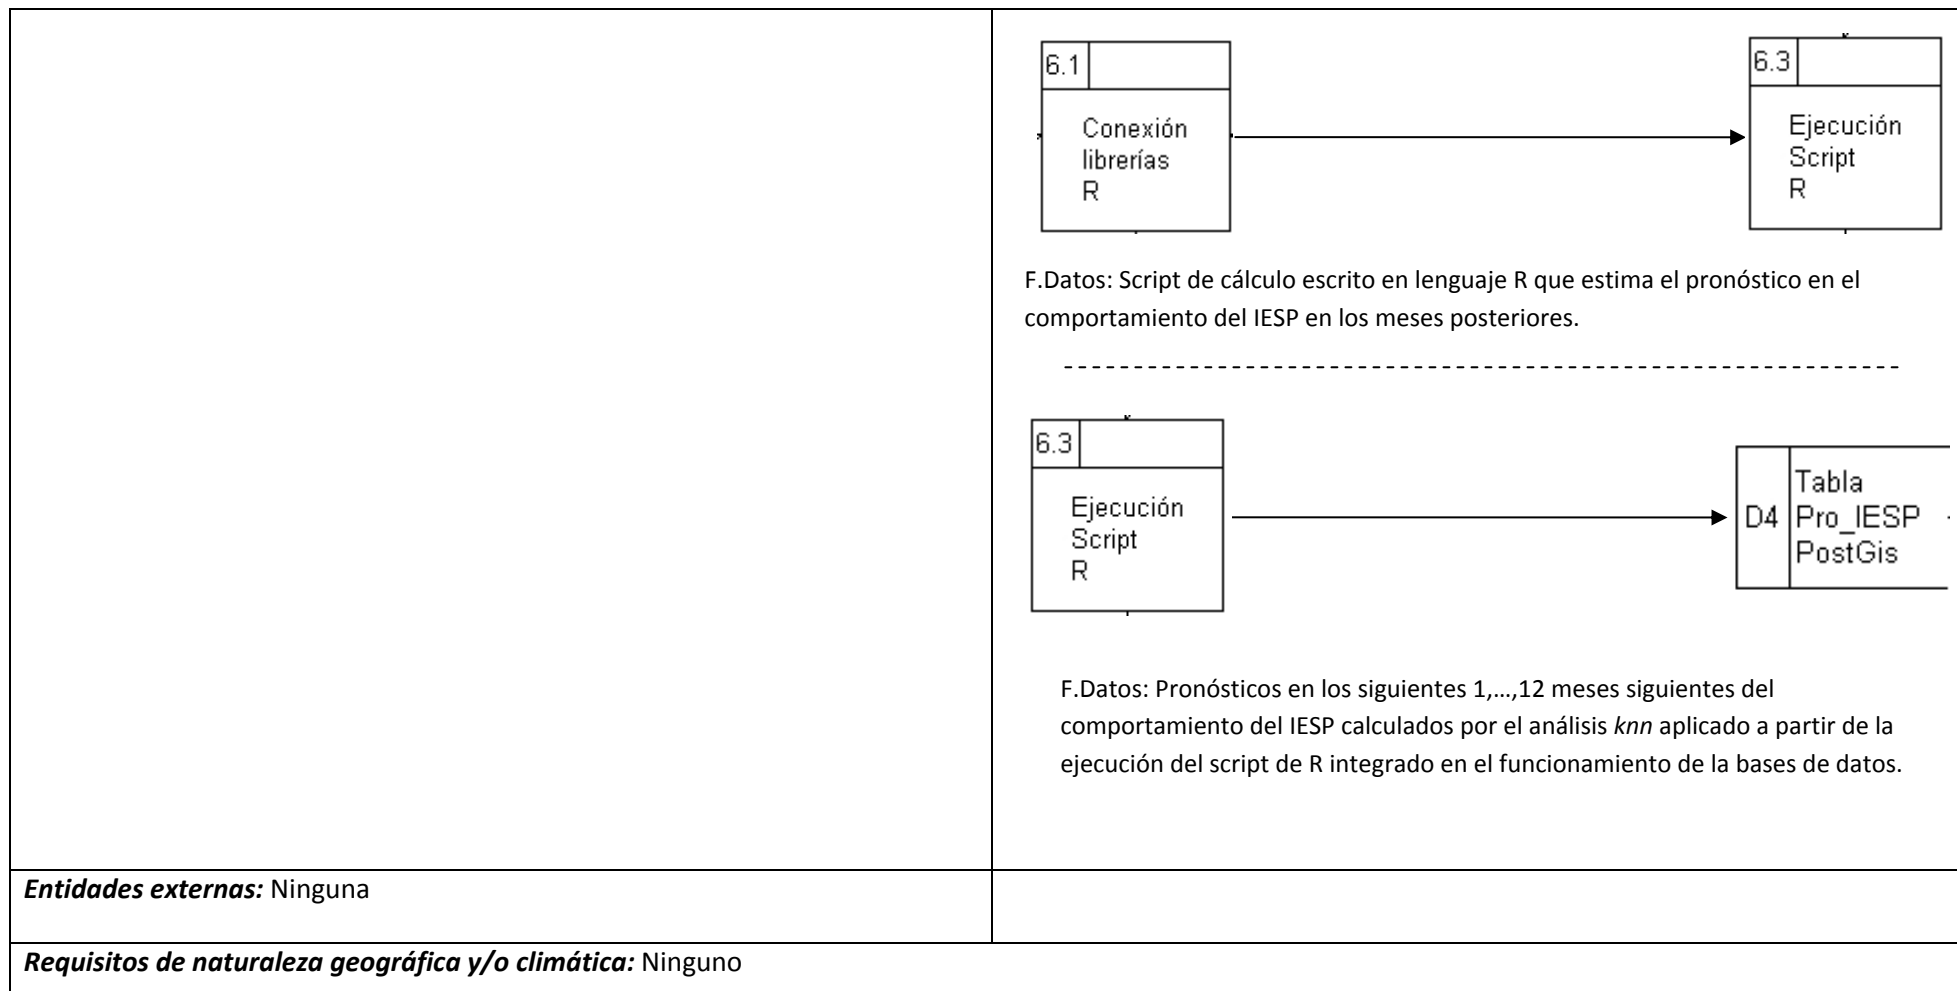 6.1
Conexión
librerías
R
6.3
Ejecución
Script
R
F.Datos: Script de cálculo escrito en lenguaje R que estima el pronóstico en el
comportamiento del IESP en los meses posteriores.
6.3
Ejecución
Script
R
D4
Tabla
Pro_IESP
PostGis
F.Datos: Pronósticos en los siguientes 1,...,12 meses siguientes del
comportamiento del IESP calculados por el análisis knn aplicado a partir de la
ejecución del script de R integrado en el funcionamiento de la bases de datos.
Entidades externas: Ninguna
Requisitos de naturaleza geográfica y/o climática: Ninguno